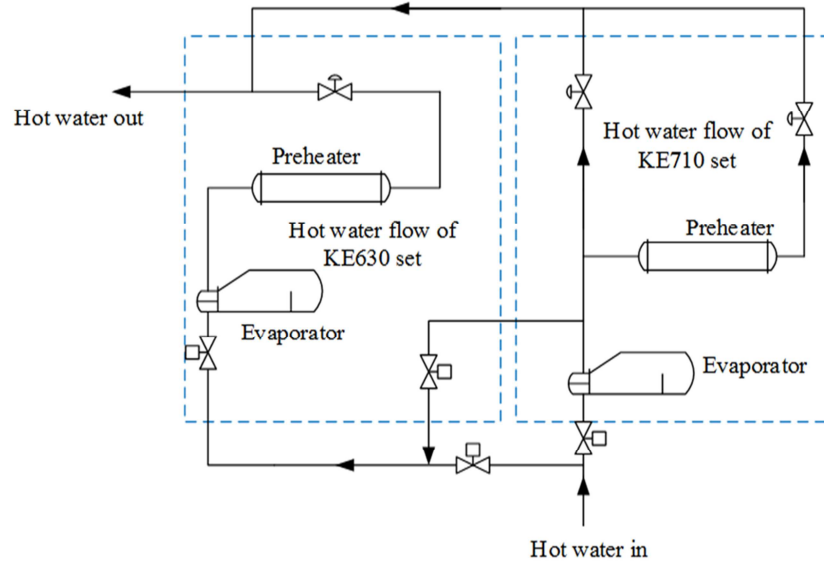 Hot water out
Preheater
Hot water flow of
KE630 set
Evaporator
Hot water flow of
KE710 set
Preheater
Evaporator
Hot water in